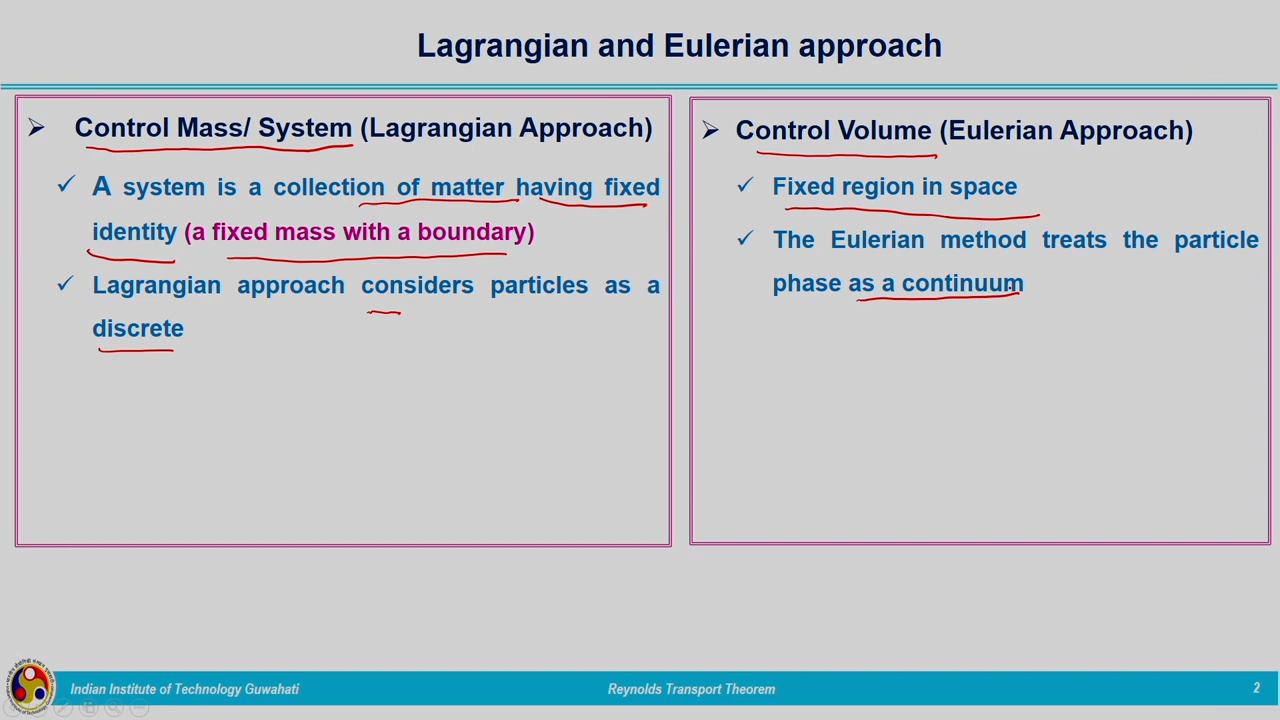 Lagrangian and Eulerian approach
Control Mass/ System (Lagrangian Approach)
A system is a collection of matter having fixed
identity (a fixed mass with a boundary)
Lagrangian approach considers particles as a
discrete
Control Volume (Eulerian Approach)
Fixed region in space
The Eulerian method treats the particle
phase as a continuum
Indian Institute of Technology Guwahati
Reynolds Transport Theorem
2